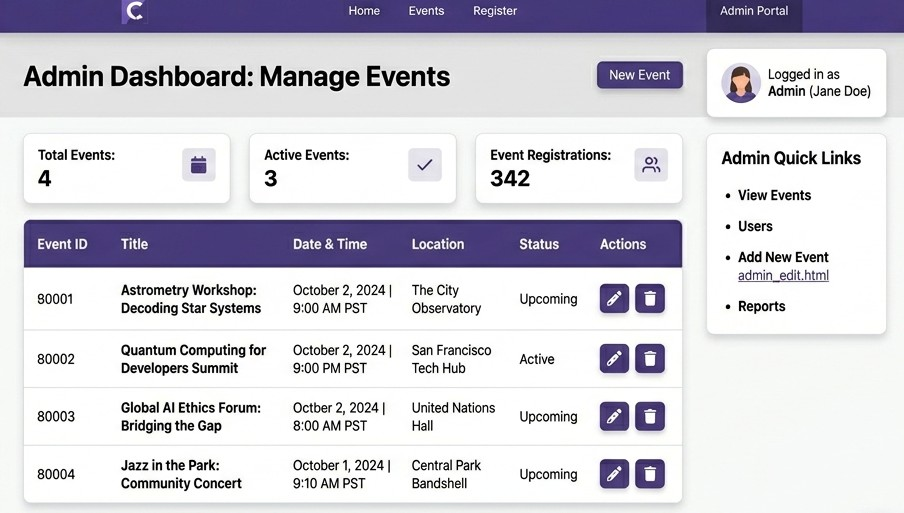 C
Home Events Register Admin Portal
Admin Dashboard: Manage Events
New Event
Logged in as
Admin (Jane Doe)
Total Events:
4
Active Events:
3
Event Registrations:
342
Event ID Title Date & Time Location Status Actions
80001 Astrometry Workshop: October 2, 2024 | The City Upcoming
Decoding Star Systems 9:00 AM PST Observatory
80002 Quantum Computing for October 2, 2024 | San Francisco Active
Developers Summit 9:00 PM PST Tech Hub
80003 Global AI Ethics Forum: Octber 2, 2024 | United Nations Upcoming
Bridging the Gap 8:00 AM PST Hall
80004 Jazz in the Park: October 1, 2024 | Central Park Upcoming
Community Concert 9:10 AM PST Bandshell
Admin Quick Links
• View Events
• Users
• Add New Event
admin_edit.html
• Reports